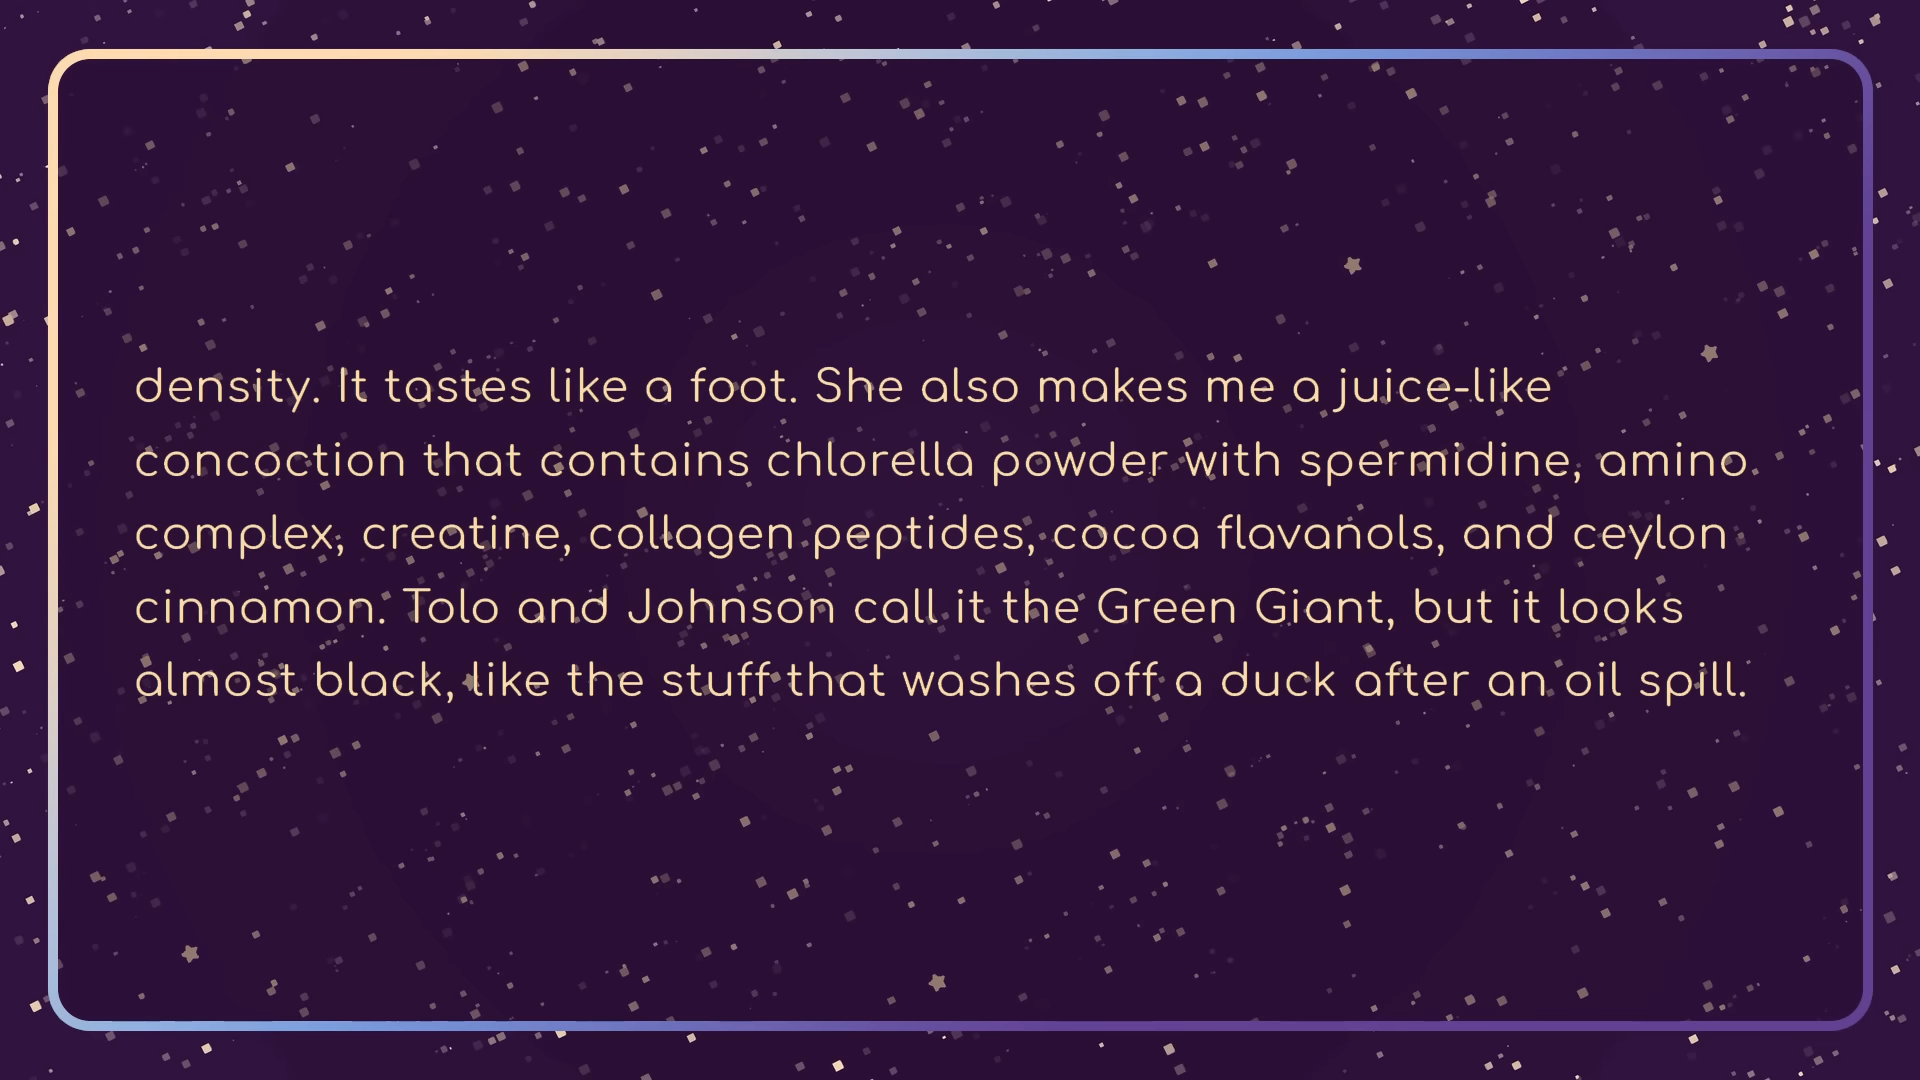 density. It tastes like a foot. She also makes me a juice-like
concoction that contains chlorella powder with spermidine, amino
complex, creatine, collagen peptides, cocoa flavanols, and ceylon
cinnamon. Tolo and Johnson call it the Green Giant, but it looks
almost black, like the stuff that washes off a duck after an oil spill.